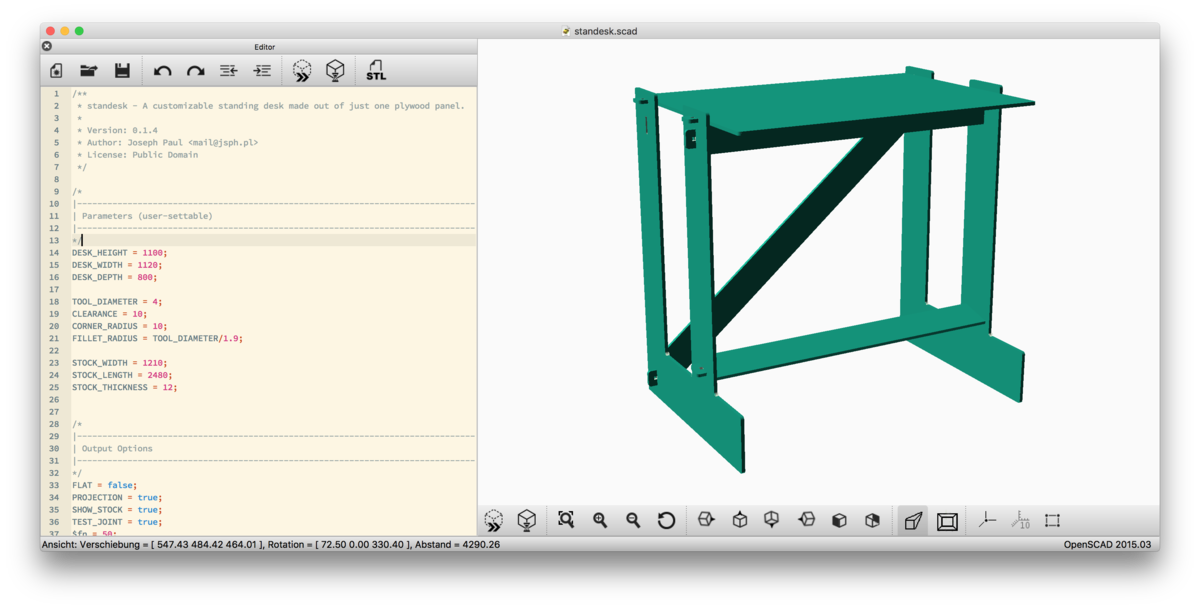 standesk.scad
Editor
STL
1 /**
2 * standesk - A customizable standing desk made out of just one plywood panel.
3 *
4 * Version: 0.1.4
5 * Author: Joseph Paul <mail@jsph.pl>
6 * License: Public Domain
7 */
8
9 /*
10 |--------------------------------------------------------------------------
11 | Parameters (user-settable)
12 |--------------------------------------------------------------------------
13 */
14 DESK_HEIGHT = 1100;
15 DESK_WIDTH = 1120;
16 DESK_DEPTH = 800;
17
18 TOOL_DIAMETER = 4;
19 CLEARANCE = 10;
20 CORNER_RADIUS = 10;
21 FILLET_RADIUS = TOOL_DIAMETER/1.9;
22
23 STOCK_WIDTH = 1210;
24 STOCK_LENGTH = 2480;
25 STOCK_THICKNESS = 12;
26
27
28 /*
29 |--------------------------------------------------------------------------
30 | Output Options
31 |--------------------------------------------------------------------------
32 */
33 FLAT = false;
34 PROJECTION = true;
35 SHOW_STOCK = true;
36 TEST_JOINT = true;
37 $fn = 50;
10
Ansicht: Verschiebung = [ 547.43 484.42 464.01 ], Rotation = [ 72.50 0.00 330.40 ], Abstand = 4290.26
OpenSCAD 2015.03